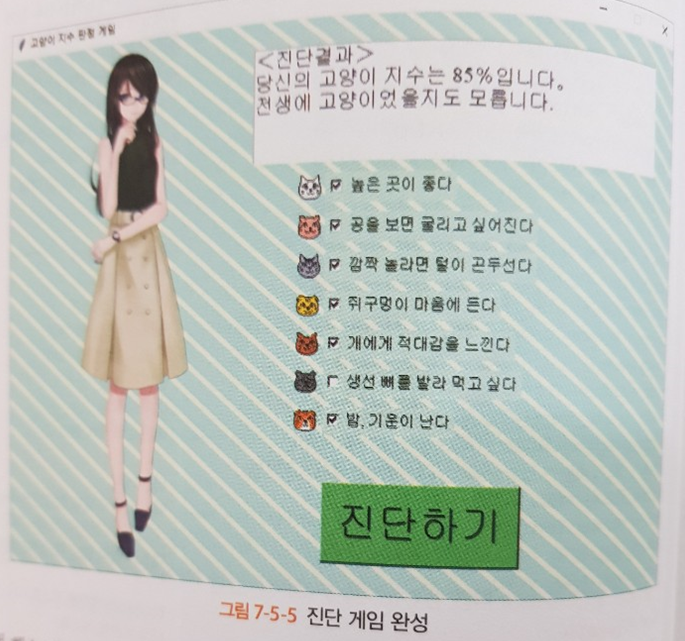 고양이 지수 판정 게임
<진단결과>
당신의 고양이 지수는 85%입니다。
전생에 고양이었을지도 모릅니다.
높은 곳이 좋다
공을 보면 굴리고 싶어진다
깜짝 놀라면 털이 곤두선다
쥐구멍이 마음에 든다
개에게 적대감을 느낀다
생선 뼈를 발라 먹고 싶다
밤, 기운이 난다
진단하기
그림 7-5-5 진단 게임 완성